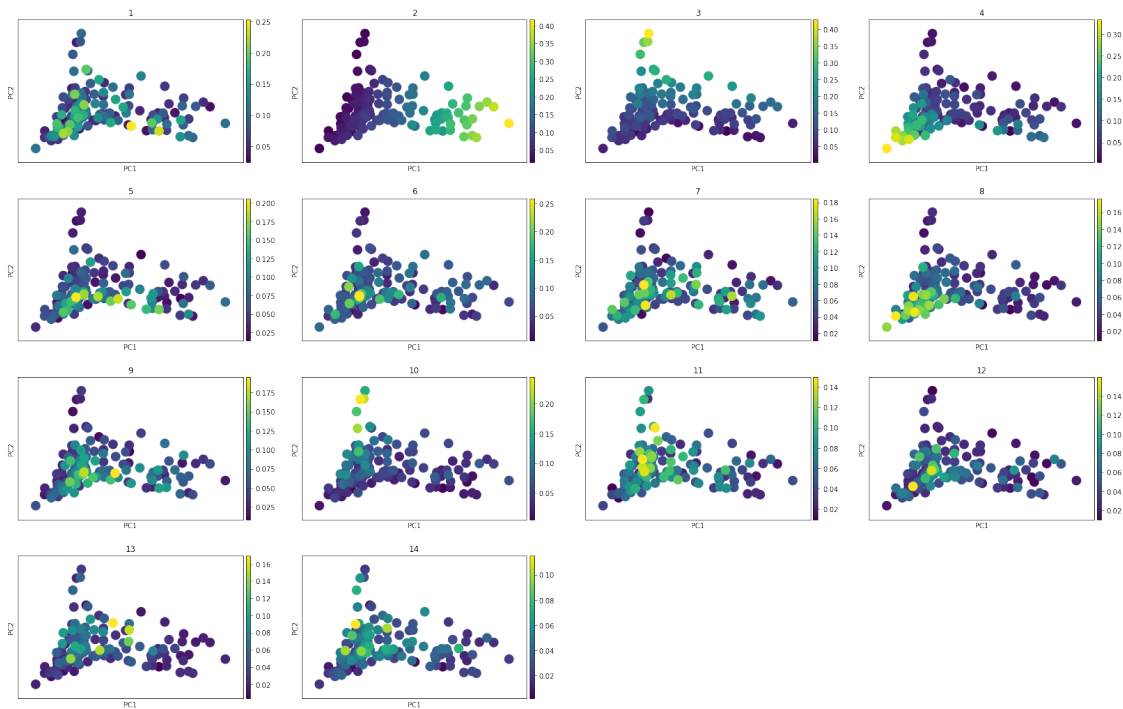 1 2 3 4
PC2 0.25 0.20 0.15 0.10 0.05 PC1
PC2 0.40 0.35 0.30 0.25 0.20 0.15 0.10 0.05 PC1
PC2 0.40 0.35 0.30 0.25 0.20 0.15 0.10 0.05 PC1
PC2 0.30 0.25 0.20 0.15 0.10 0.05 PC1
5 6 7 8
PC2 0.200 0.175 0.150 0.125 0.100 0.075 0.050 0.025 PC1
PC2 0.25 0.20 0.15 0.10 0.05 PC1
PC2 0.18 0.16 0.14 0.12 0.10 0.08 0.06 0.04 0.02 PC1
PC2 0.16 0.14 0.12 0.10 0.08 0.06 0.04 0.02 PC1
9 10 11 12
PC2 0.175 0.150 0.125 0.100 0.075 0.050 0.025 PC1
PC2 0.20 0.15 0.10 0.05 PC1
PC2 0.14 0.12 0.10 0.08 0.06 0.04 0.02 PC1
PC2 0.14 0.12 0.10 0.08 0.06 0.04 0.02 PC1
13 14
PC2 0.16 0.14 0.12 0.10 0.08 0.06 0.04 0.02 PC1
PC2 0.10 0.08 0.06 0.04 0.02 PC1